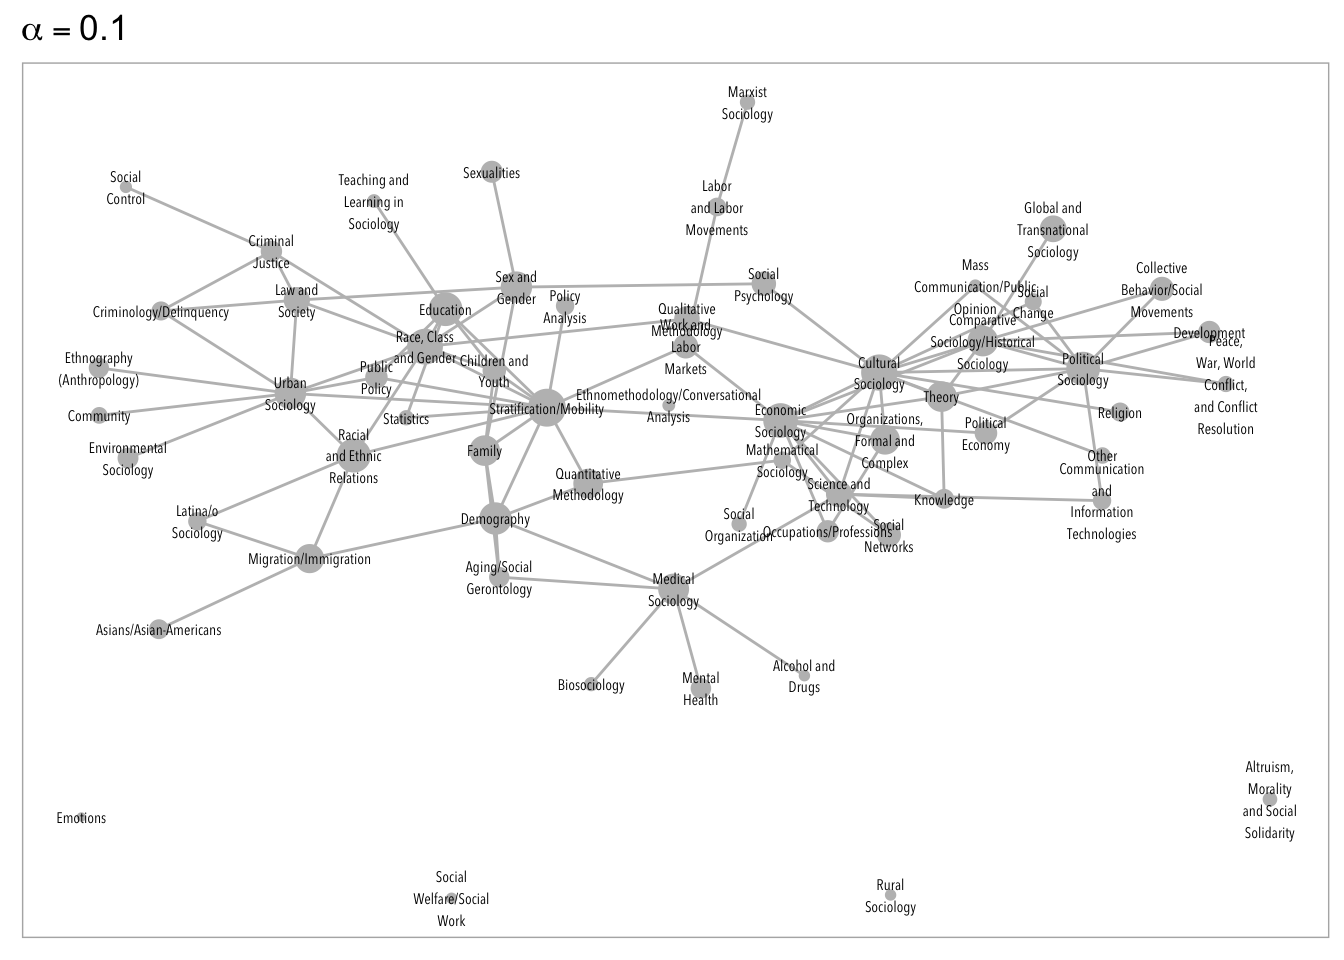 α = 0.1
Marxist
Sociology
Social
Control
Teaching and
Learning in
Sociology
Sexualities
Labor
and Labor
Movements
Global and
Transnational
Sociology
Criminal
Justice
Law and
Society
Criminology/Delinquency
Sex and
Gender
Policy
Analysis
Education
Social
Psychology
Mass
Communication/Public
Opinion
Social
Change
Collective
Behavior/Social
Movements
Qualitative
Methodology
Work and
Labor
Markets
Comparative
Sociology/Historical
Sociology
Development
Peace,
War, World
Conflict,
and Conflict
Resolution
Race, Class
and Gender
Children and
Youth
Ethnography
(Anthropology)
Public
Policy
Urban
Sociology
Cultural
Sociology
Political
Sociology
Community
Statistics
Stratification/Mobility
Ethnomethodology/Conversational
Analysis
Economic
Sociology
Theory
Religion
Organizations,
Formal and
Complex
Political
Economy
Environmental
Sociology
Racial
and Ethnic
Relations
Family
Mathematical
Sociology
Other
Communication
and
Information
Technologies
Quantitative
Methodology
Science and
Technology
Knowledge
Latina/o
Sociology
Demography
Social
Organization
Occupations/Professions
Social
Networks
Migration/Immigration
Aging/Social
Gerontology
Medical
Sociology
Asians/Asian-Americans
Biosociology
Mental
Health
Alcohol and
Drugs
Altruism,
Morality
and Social
Solidarity
Emotions
Social
Welfare/Social
Work
Rural
Sociology